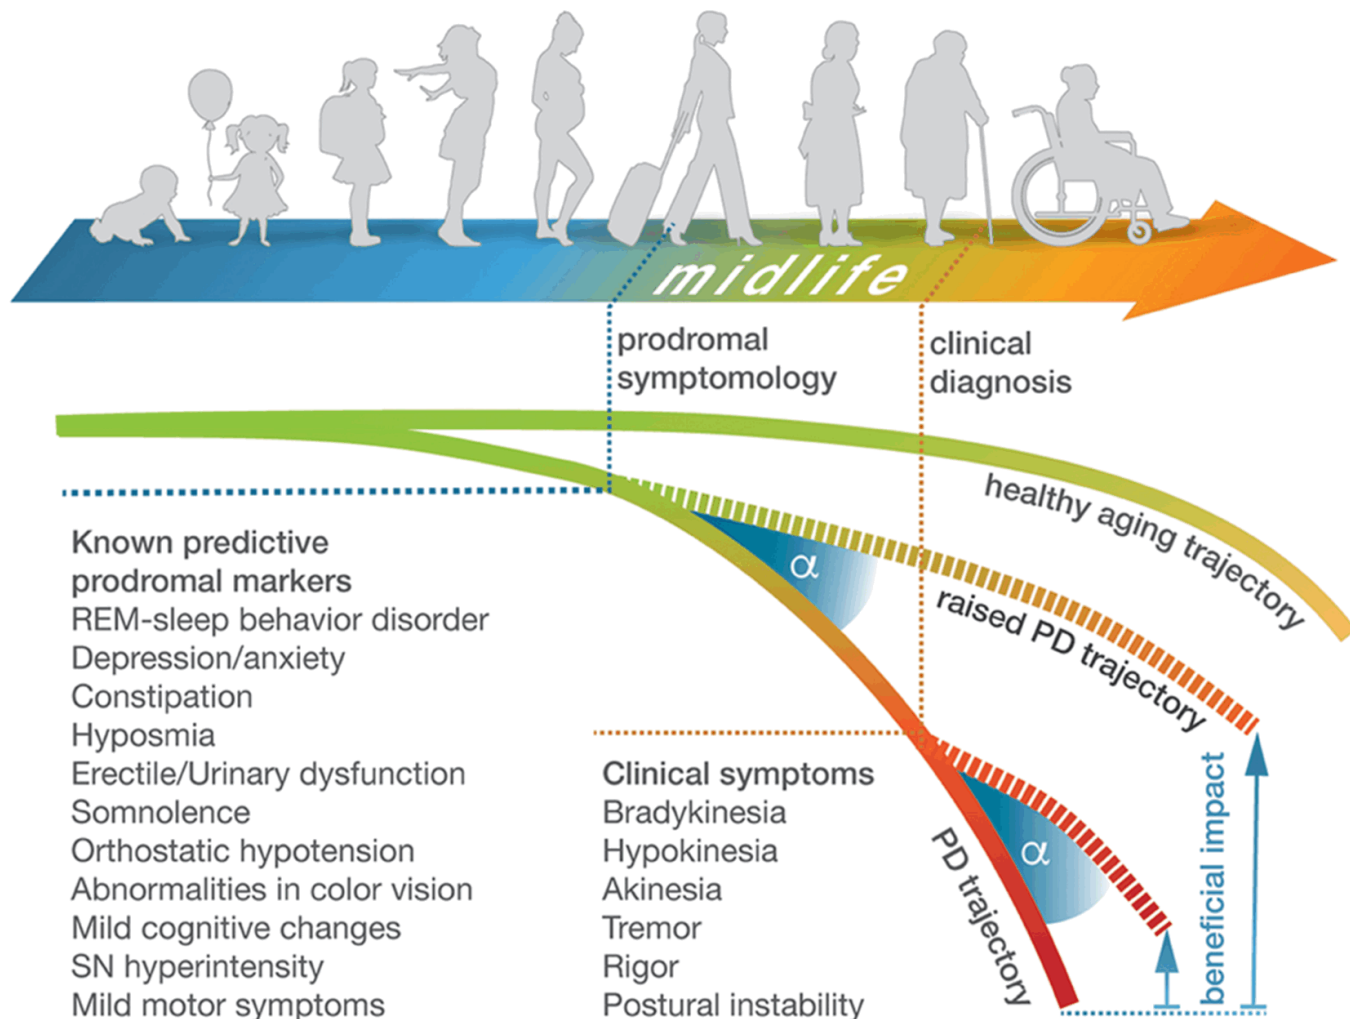 midlife
prodromal
symptomology
clinical
diagnosis
healthy aging trajectory
raised PD trajectory
α
α
PD trajectory
beneficial impact
Known predictive
prodromal markers
REM-sleep behavior disorder
Depression/anxiety
Constipation
Hyposmia
Erectile/Urinary dysfunction
Somnolence
Orthostatic hypotension
Abnormalities in color vision
Mild cognitive changes
SN hyperintensity
Mild motor symptoms
Clinical symptoms
Bradykinesia
Hypokinesia
Akinesia
Tremor
Rigor
Postural instability